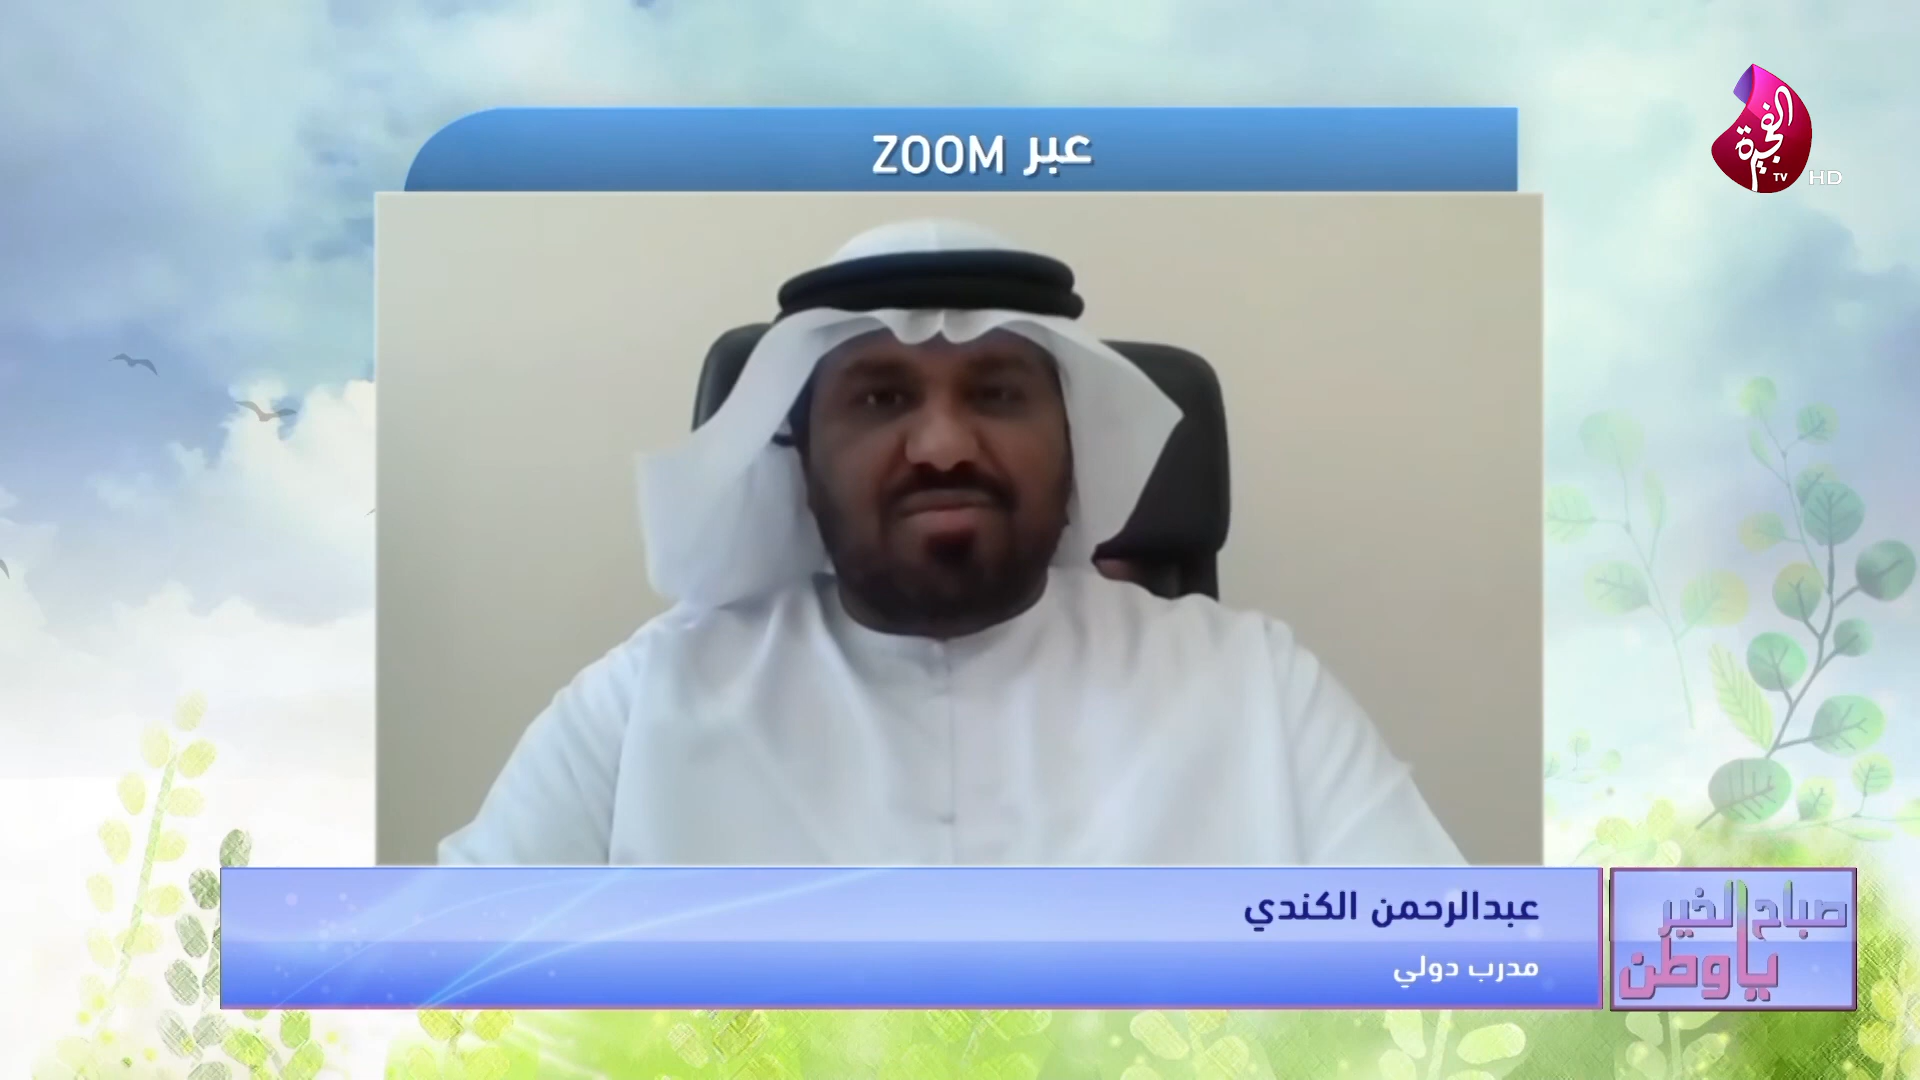 الفجيرة
TV HD
عبر ZOOM
عبدالرحمن الكندي
مدرب دولي
صباح الخير
ياوطن